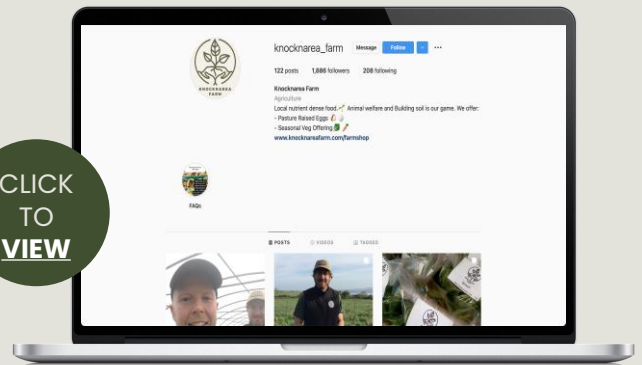 knocknarea_farm Message Follow
122 posts 1,886 followers 208 following
KNOCKNAREA
FARM
Knocknarea Farm
Agriculture
Local nutrient dense food. Animal welfare and Building soil is our game. We offer:
- Pasture Raised Eggs
- Seasonal Veg Offering
www.knocknareafarm.com/farmshop
CLICK
TO
VIEW
FAQs
POSTS VIDEOS TAGGED